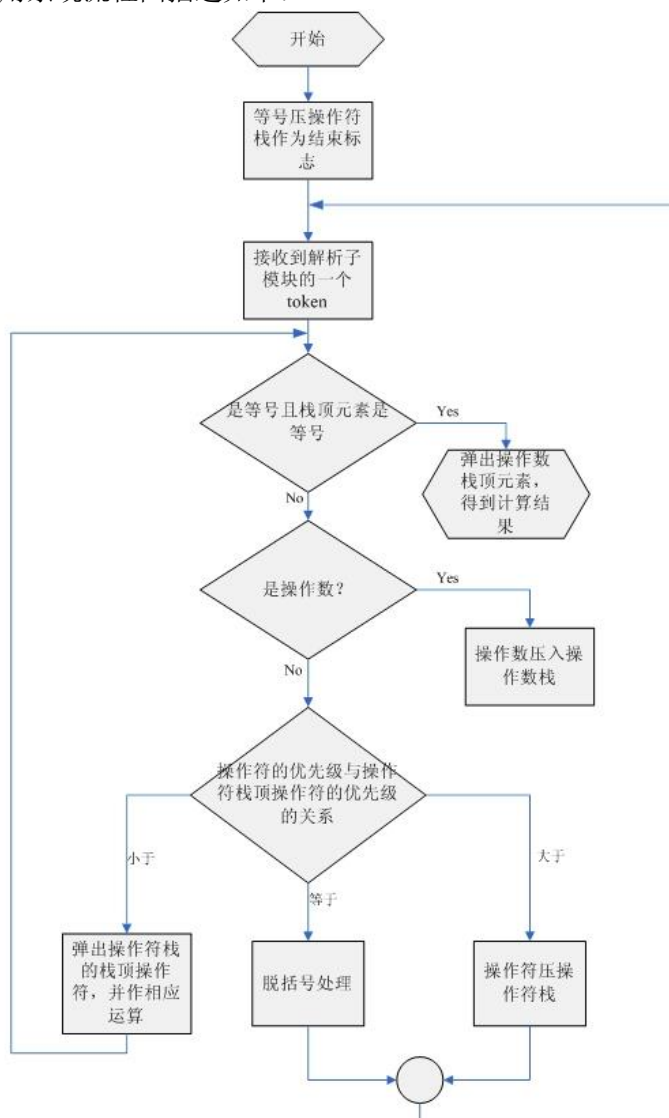 开始
等号压操作符
栈作为结束标
志
接收到解析子
模块的一个
token
是等号且栈顶元素是
等号
Yes
弹出操作数
栈顶元素，
得到计算结
果
No
是操作数？
Yes
操作数压入操
作数栈
No
操作符的优先级与操作
符栈顶操作符的优先级
的关系
小于
等于
大于
弹出操作符栈
的栈顶操作
符，并作相应
运算
脱括号处理
操作符压操
作符栈